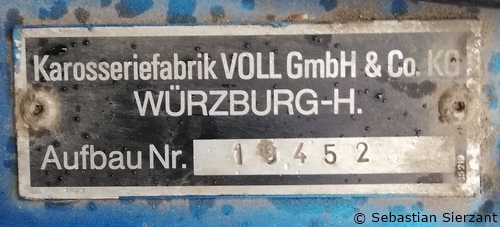 Karosseriefabrik VOLL GmbH & Co. KG
WÜRZBURG-H.
Aufbau Nr. 19452
© Sebastian Sierzant